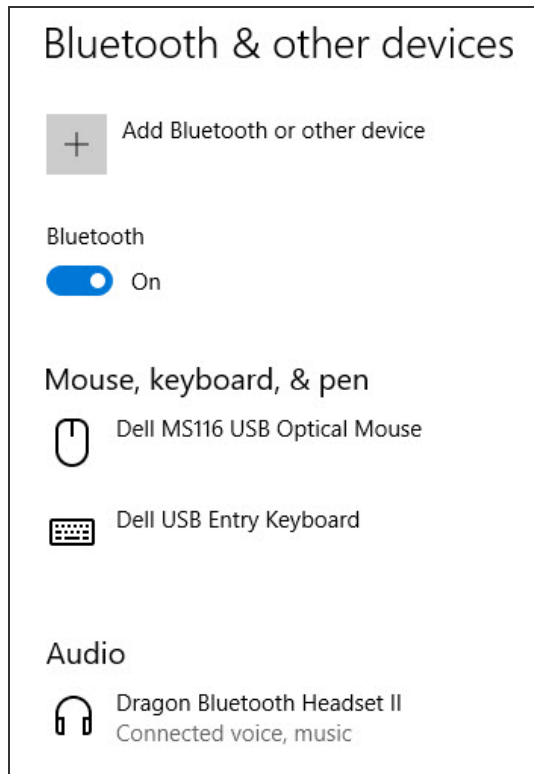 Bluetooth & other devices
Add Bluetooth or other device
Bluetooth
On
Mouse, keyboard, & pen
Dell MS116 USB Optical Mouse
Dell USB Entry Keyboard
Audio
Dragon Bluetooth Headset II
Connected voice, music